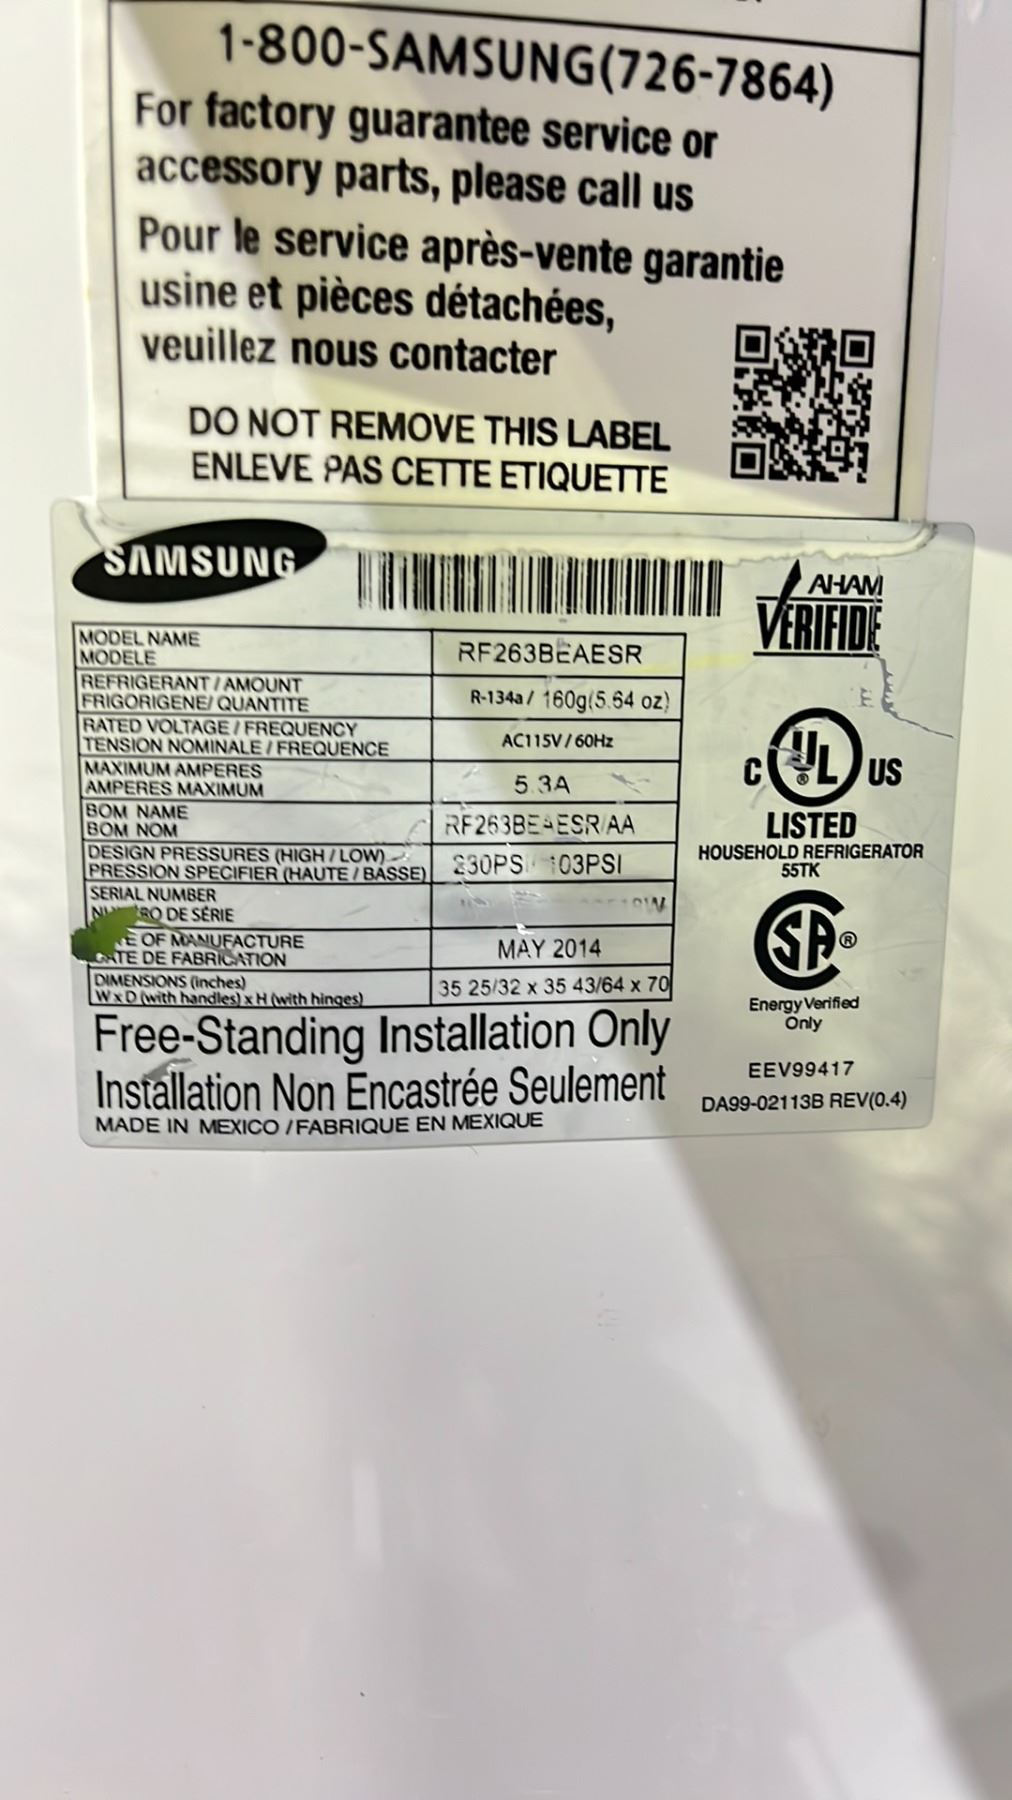 1-800-SAMSUNG(726-7864)
For factory guarantee service or
accessory parts, please call us
Pour le service après-vente garantie
usine et pièces détachées,
veuillez nous contacter
DO NOT REMOVE THIS LABEL
ENLEVE PAS CETTE ETIQUETTE
SAMSUNG
AHAM
VERIFIDE
MODEL NAME
MODELE
RF263BEAESR
REFRIGERANT / AMOUNT
FRIGORIGENE/ QUANTITE
R-134a / 160g(5.64 oz)
RATED VOLTAGE / FREQUENCY
TENSION NOMINALE / FREQUENCE
AC115V / 60Hz
MAXIMUM AMPERES
AMPERES MAXIMUM
5.3A
BOM NAME
BOM NOM
RF263BEAESR/AA
DESIGN PRESSURES (HIGH / LOW)
PRESSION SPECIFIER (HAUTE / BASSE)
230PSI 103PSI
SERIAL NUMBER
DE SÉRIE
OF MANUFACTURE
DATE DE FABRICATION
MAY 2014
DIMENSIONS (inches)
W x D (with handles) x H (with hinges)
35 25/32 x 35 43/64 x 70
C UL® US
LISTED
HOUSEHOLD REFRIGERATOR
55TK
SA®
Energy Verified
Only
EEV99417
DA99-02113B REV(0.4)
Free-Standing Installation Only
Installation Non Encastrée Seulement
MADE IN MEXICO / FABRIQUE EN MEXIQUE